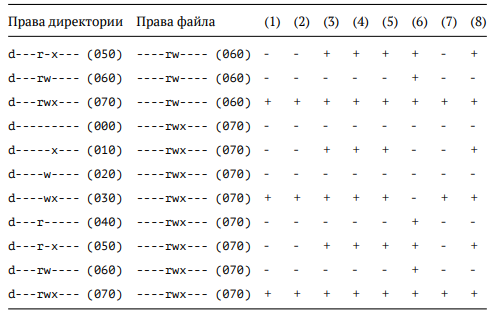 Права директории Права файла (1) (2) (3) (4) (5) (6) (7) (8)
d---r-x--- (050) ----rw---- (060) - - + + + + - +
d---rw---- (060) ----rw---- (060) - - - - - + - -
d---rwx--- (070) ----rw---- (060) + + + + + + + +
d--------- (000) ----rwx--- (070) - - - - - - - -
d-----x--- (010) ----rwx--- (070) - - + + + - - +
d----w---- (020) ----rwx--- (070) - - - - - - - -
d----wx--- (030) ----rwx--- (070) + + + + + - + +
d---r----- (040) ----rwx--- (070) - - - - - + - -
d---r-x--- (050) ----rwx--- (070) - - + + + + - +
d---rw---- (060) ----rwx--- (070) - - - - - + - -
d---rwx--- (070) ----rwx--- (070) + + + + + + + +